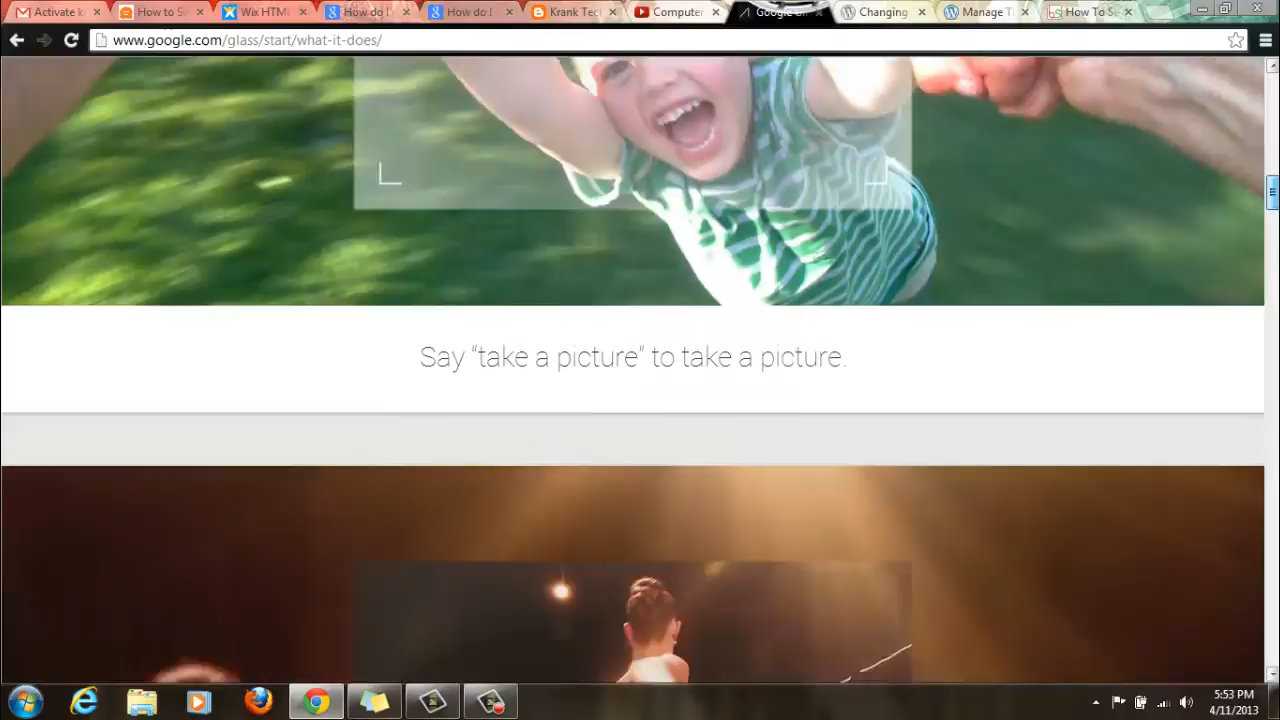 Activate k
How to S
Wix HTMl
How do I
How do I
Krank Tec
Computer
Google
Changing
Manage T
How To Se
www.google.com/glass/start/what-it-does/
Say “take a picture” to take a picture.
5:53 PM
4/11/2013